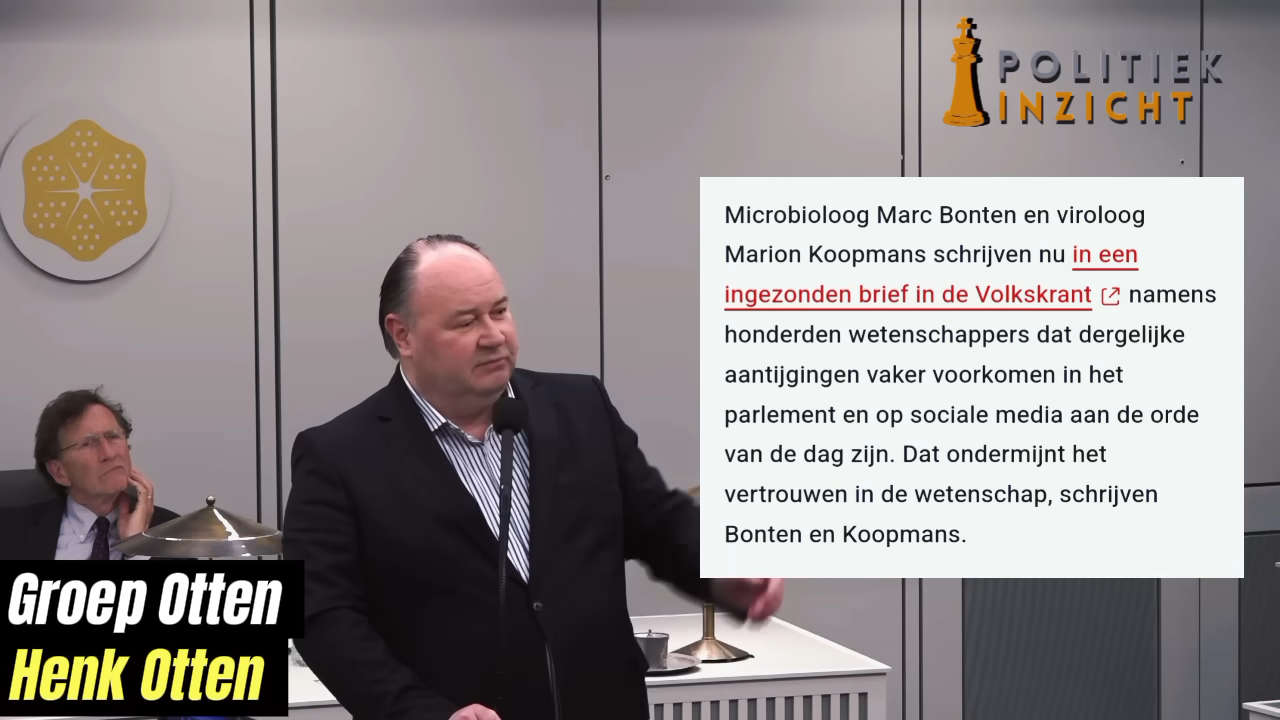 POLITIEK
INZICHT
Microbioloog Marc Bonten en viroloog
Marion Koopmans schrijven nu in een
ingezonden brief in de Volkskrant namens
honderden wetenschappers dat dergelijke
aantijgingen vaker voorkomen in het
parlement en op sociale media aan de orde
van de dag zijn. Dat ondermijnt het
vertrouwen in de wetenschap, schrijven
Bonten en Koopmans.
Groep Otten
Henk Otten